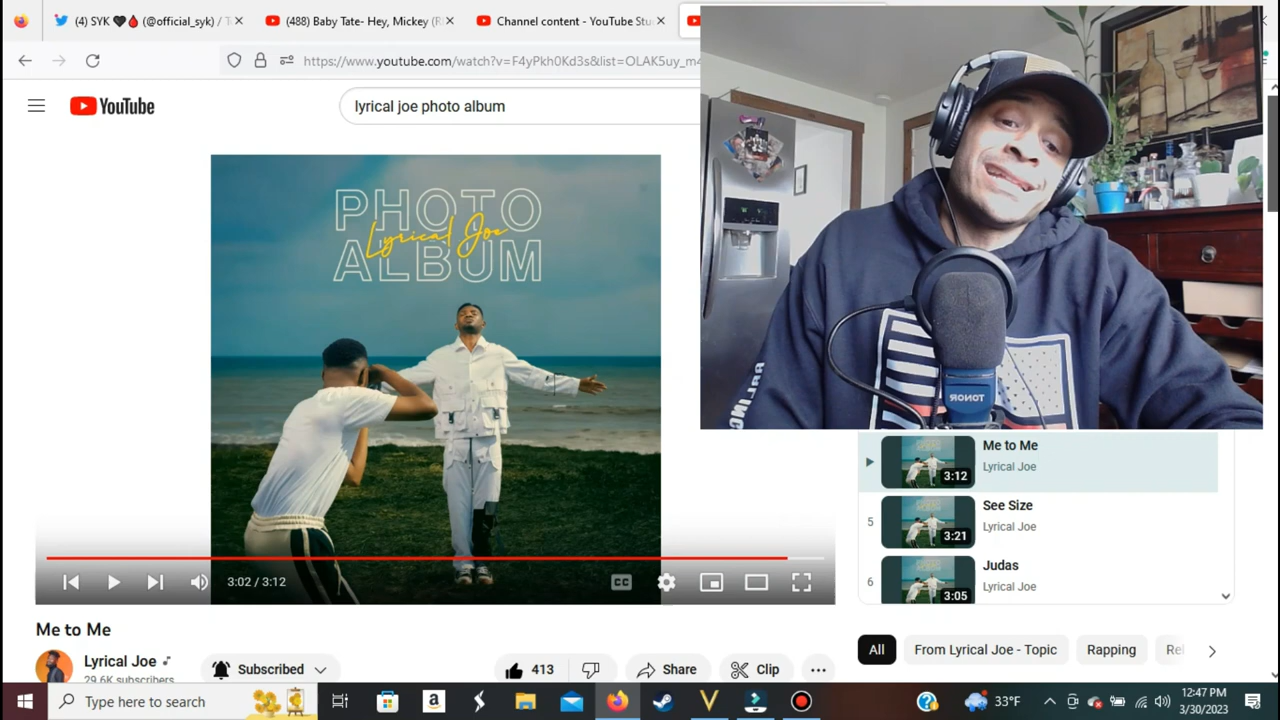 (4) SYK 🖤🩸 (@official_syk) / T
(488) Baby Tate- Hey, Mickey (R
Channel content - YouTube Stu
https://www.youtube.com/watch?v=F4yPkh0Kd3s&list=OLAK5uy_m4
YouTube
lyrical joe photo album
PHOTO
Lyrical Joe
ALBUM
TONOR
3:02 / 3:12
CC
Me to Me
Lyrical Joe
29.6K subscribers
Subscribed
413
Share
Clip
Me to Me
Lyrical Joe
3:12
5
See Size
Lyrical Joe
3:21
6
Judas
Lyrical Joe
3:05
All
From Lyrical Joe - Topic
Rapping
Rel
Type here to search
33°F
12:47 PM
3/30/2023